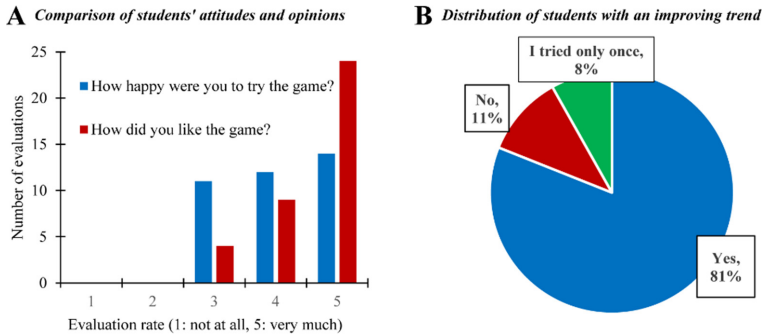 A Comparison of students' attitudes and opinions
25
20
15
10
5
0
Number of evaluations
How happy were you to try the game?
How did you like the game?
1 2 3 4 5
Evaluation rate (1: not at all, 5: very much)
B Distribution of students with an improving trend
I tried only once,
8%
No,
11%
Yes,
81%